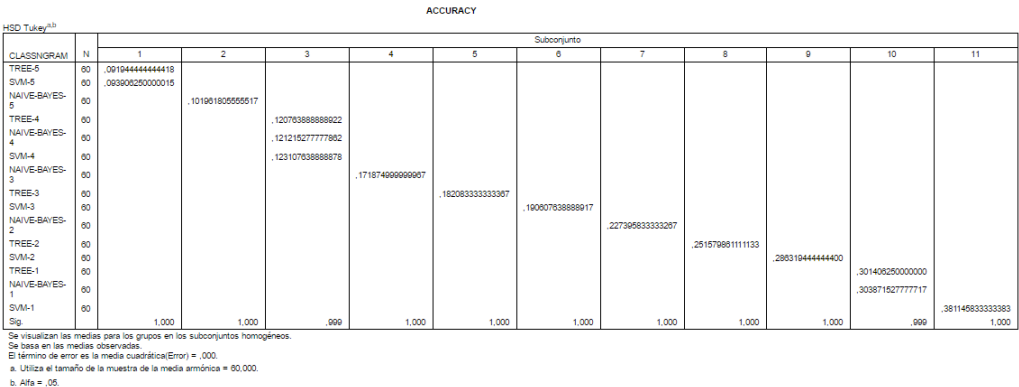 ACCURACY
HSD Tukey a,b
Subconjunto
CLASSNGRAM N 1 2 3 4 5 6 7 8 9 10 11
TREE-5 60 ,091944444444418
SVM-5 60 ,093906250000015
NAIVE-BAYES-
5 60 ,101961805555517
TREE-4 60 ,120763888888922
NAIVE-BAYES-
4 60 ,121215277777862
SVM-4 60 ,123107638888878
NAIVE-BAYES-
3 60 ,171874999999967
TREE-3 60 ,182083333333367
SVM-3 60 ,190607638888917
NAIVE-BAYES-
2 60 ,227395833333267
TREE-2 60 ,251579861111133
SVM-2 60 ,286319444444400
TREE-1 60 ,301406250000000
NAIVE-BAYES-
1 60 ,303871527777717
SVM-1 60 ,381145833333383
Sig. 1,000 1,000 ,999 1,000 1,000 1,000 1,000 1,000 1,000 ,999 1,000
Se visualizan las medias para los grupos en los subconjuntos homogéneos.
Se basa en las medias observadas.
El término de error es la media cuadrática(Error) = ,000.
a. Utiliza el tamaño de la muestra de la media armónica = 60,000.
b. Alfa = ,05.